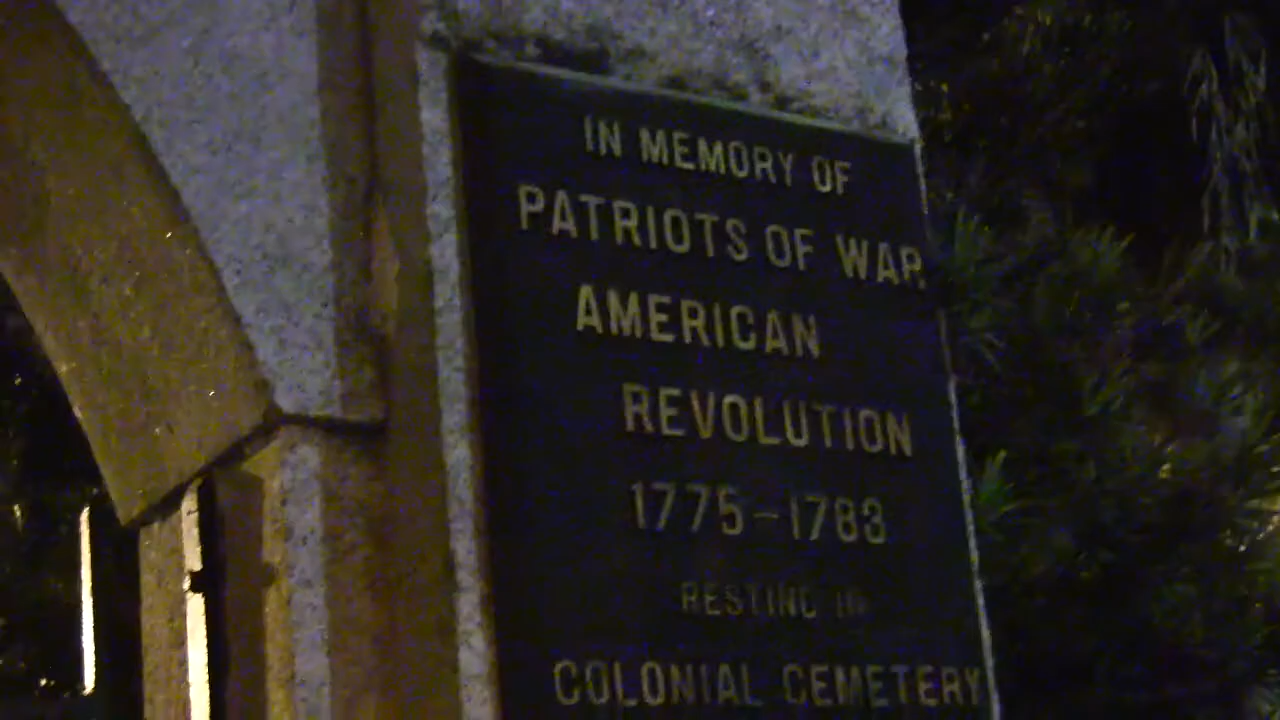 IN MEMORY OF
PATRIOTS OF WAR
AMERICAN
REVOLUTION
1775-1783
RESTING IN
COLONIAL CEMETERY